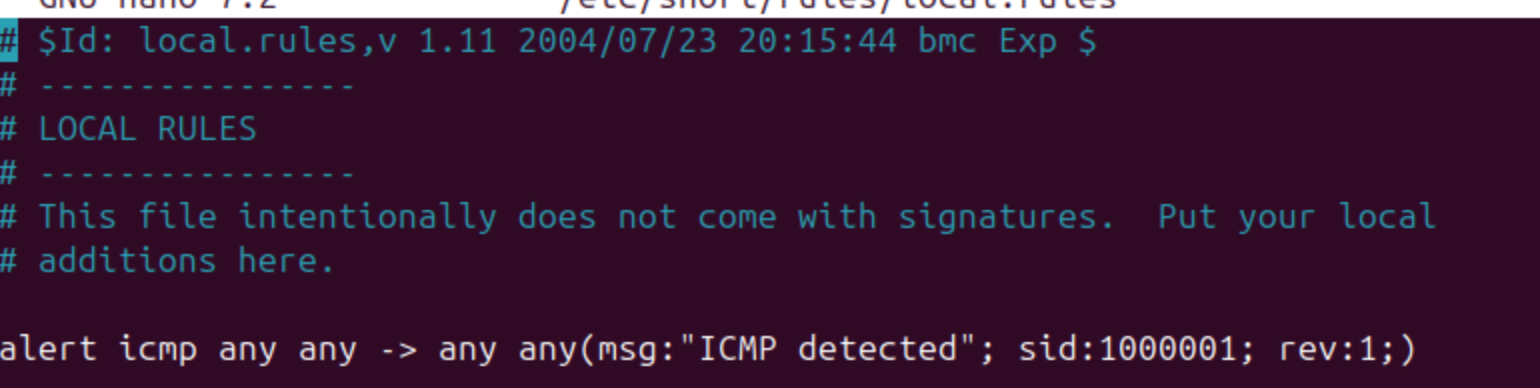 GNU nano 7.2 /etc/snort/rules/local.rules
# $Id: local.rules,v 1.11 2004/07/23 20:15:44 bmc Exp $
# ----------------
# LOCAL RULES
# ----------------
# This file intentionally does not come with signatures.  Put your local
# additions here.
alert icmp any any -> any any(msg:"ICMP detected"; sid:1000001; rev:1;)